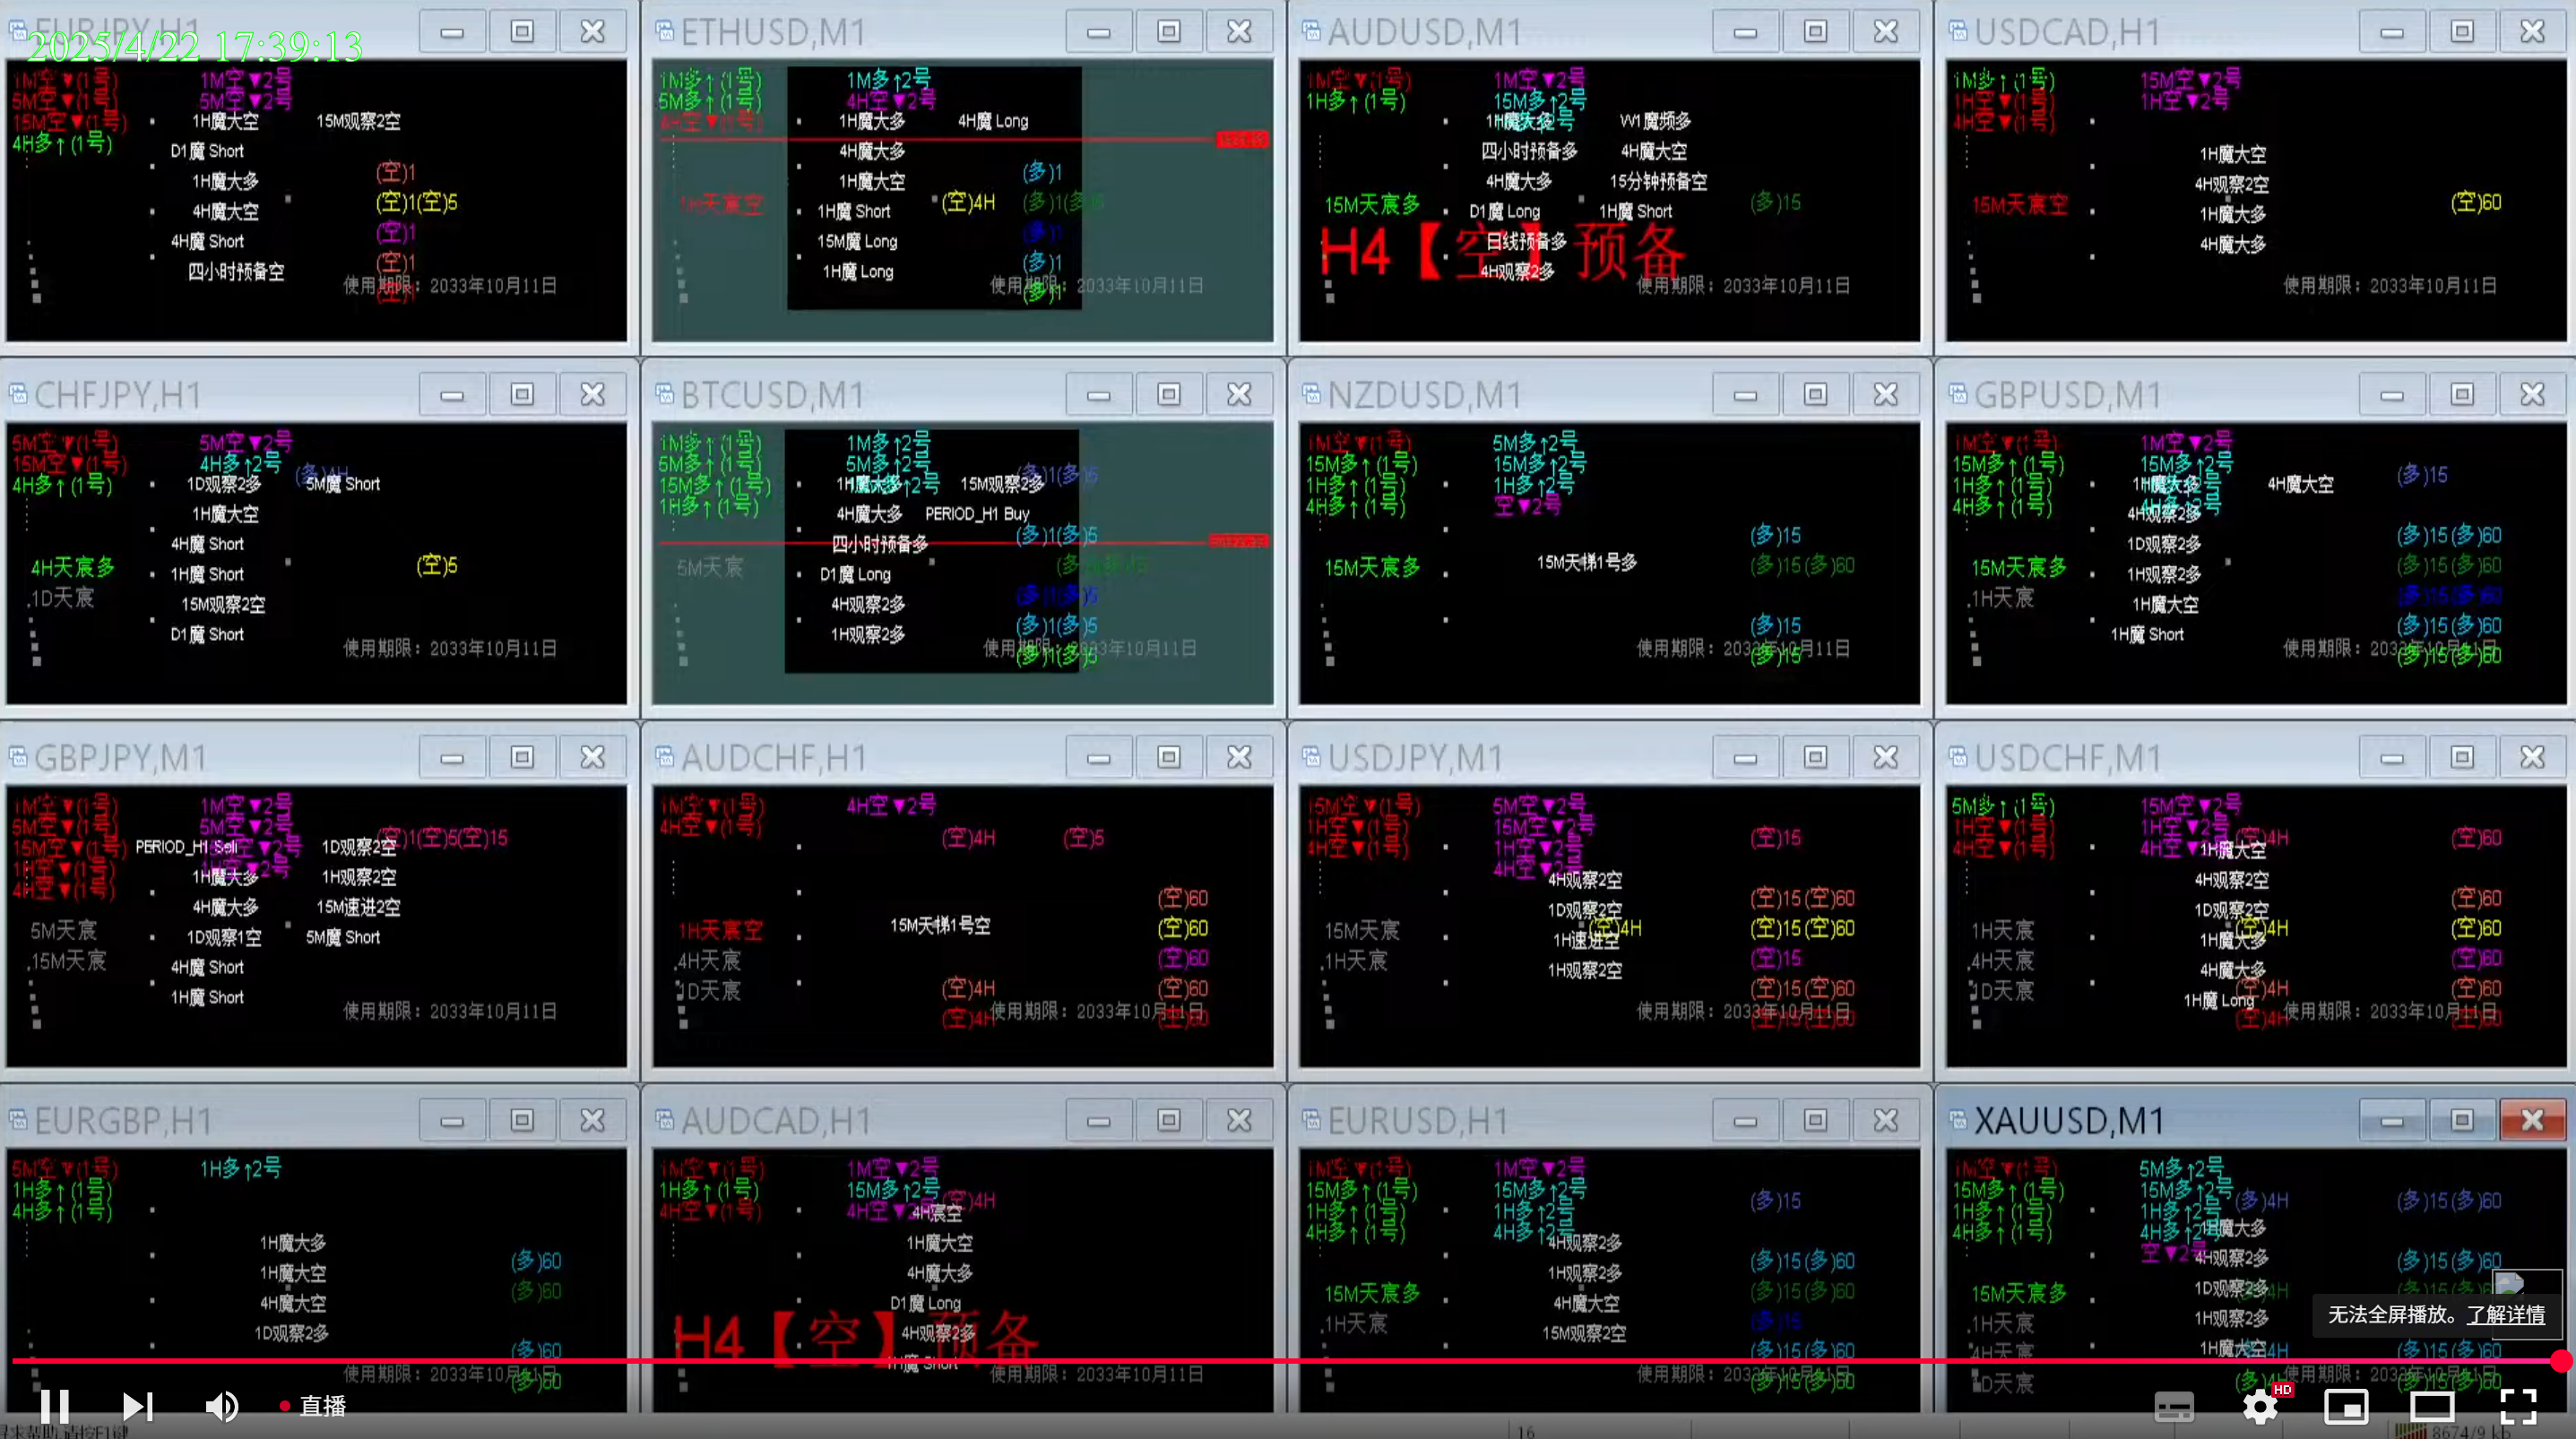 EURJPY,H1
2025/4/22 17:39:13
1M空▼(1号) 1M空▼2号
5M空▼(1号) 5M空▼2号
15M空▼(1号) 1H魔大空 15M观察2空
4H多↑(1号)
D1魔 Short
(空)1
1H魔大多
4H魔大空 (空)1(空)5
4H魔 Short (空)1
四小时预备空 (空)1
使用期限：2033年10月11日
ETHUSD,M1
1M多↑(1号) 1M多↑2号
5M多↑(1号) 4H空▼2号
4H空▼(1号) 1H魔大多 4H魔 Long
4H魔大多
(多)1
1H魔大空
1H天宸空 (空)4H
1H魔 Short
15M魔 Long (多)1
1H魔 Long (多)1
(多)1
使用期限：2033年10月11日
AUDUSD,M1
1M空▼(1号) 1M空▼2号
1H多↑(1号) 15M多↑2号
1H魔大多 W1魔频多
四小时预备多 4H魔大空
4H魔大多 15分钟预备空
15M天宸多 (多)15
D1魔 Long 1H魔 Short
H4【空】预备
日线预备多
4H观察2多
使用期限：2033年10月11日
USDCAD,H1
1M多↑(1号) 15M空▼2号
1H空▼(1号) 1H空▼2号
4H空▼(1号)
1H魔大空
4H观察2空
15M天宸空 (空)60
1H魔大多
4H魔大多
使用期限：2033年10月11日
CHFJPY,H1
5M空▼(1号) 5M空▼2号
15M空▼(1号) 4H多↑2号
(多)4H
4H多↑(1号) 1D观察2多 5M魔 Short
1H魔大空
4H魔 Short
4H天宸多 1H魔 Short (空)5
1D天宸 15M观察2空
D1魔 Short
使用期限：2033年10月11日
BTCUSD,M1
1M多↑(1号) 1M多↑2号
5M多↑(1号) 5M多↑2号
15M多↑(1号) 1H魔大多 15M观察2多 (多)1(多)5
1H多↑(1号) 4H魔大多 PERIOD_H1 Buy
四小时预备多 (多)1(多)5
5M天宸
D1魔 Long
4H观察2多 (多)1(多)5
1H观察2多 (多)1(多)5
(多)1(多)5
使用期限：2033年10月11日
NZDUSD,M1
1M空▼(1号) 5M多↑2号
15M多↑(1号) 15M多↑2号
1H多↑(1号) 1H多↑2号
4H多↑(1号) 空▼2号
(多)15
15M天宸多 15M天梯1号多 (多)15(多)60
(多)15
(多)15
使用期限：2033年10月11日
GBPUSD,M1
1M空▼(1号) 1M空▼2号
15M多↑(1号) 15M多↑2号 (多)15
1H多↑(1号) 1H魔大多 4H魔大空
4H多↑(1号) 4H观察2多
1D观察2多 (多)15(多)60
15M天宸多 1H观察2多 (多)15(多)60
1H天宸 1H魔大空 (多)15(多)60
1H魔 Short (多)15(多)60
(多)15(多)60
使用期限：2033年10月11日
GBPJPY,M1
1M空▼(1号) 1M空▼2号
5M空▼(1号) 5M空▼2号 (空)1(空)5(空)15
15M空▼(1号) PERIOD_H1 Sell 1D观察2空
1H空▼(1号) 1H魔大多 1H观察2空
4H空▼(1号)
4H魔大多 15M速进2空
5M天宸 1D观察1空 5M魔 Short
15M天宸 4H魔 Short
1H魔 Short
使用期限：2033年10月11日
AUDCHF,H1
1M空▼(1号) 4H空▼2号
4H空▼(1号) (空)4H (空)5
(空)60
1H天宸空 15M天梯1号空 (空)60
4H天宸 (空)60
1D天宸 (空)4H (空)60
(空)4H (空)60
使用期限：2033年10月11日
USDJPY,M1
15M空▼(1号) 5M空▼2号
1H空▼(1号) 15M空▼2号 (空)15
4H空▼(1号) 1H空▼2号
4H空▼2号
4H观察2空 (空)15(空)60
1D观察2空
15M天宸 (空)4H (空)15(空)60
1H速进空
1H天宸 1H观察2空 (空)15
(空)15(空)60
(空)15(空)60
使用期限：2033年10月11日
USDCHF,M1
5M多↑(1号) 15M空▼2号
1H空▼(1号) 1H空▼2号 (空)4H (空)60
4H空▼(1号) 4H空▼2号 1H魔大空
4H观察2空 (空)60
1D观察2空
1H天宸 (空)4H (空)60
1H魔大多
4H天宸 4H魔大多 (空)60
1D天宸 1H魔 Long (空)4H (空)60
(空)4H (空)60
使用期限：2033年10月11日
EURGBP,H1
5M空▼(1号) 1H多↑2号
1H多↑(1号)
4H多↑(1号)
1H魔大多
1H魔大空 (多)60
4H魔大空 (多)60
1D观察2多
(多)60
(多)60
使用期限：2033年10月11日
AUDCAD,H1
1M空▼(1号) 1M空▼2号
1H多↑(1号) 15M多↑2号 (空)4H
4H空▼(1号) 4H空▼2号 4H宸空
1H魔大空
4H魔大多
D1魔 Long
H4【空】预备
4H观察2多
1H魔 Short
使用期限：2033年10月11日
EURUSD,H1
1M空▼(1号) 1M空▼2号
15M多↑(1号) 15M多↑2号 (多)15
1H多↑(1号) 1H多↑2号
4H多↑(1号) 4H多↑2号 4H观察2多
1H观察2多 (多)15(多)60
15M天宸多 4H魔大空 (多)15(多)60
1H天宸 15M观察2空 (多)15
(多)15(多)60
(多)15(多)60
使用期限：2033年10月11日
XAUUSD,M1
1M空▼(1号) 5M多↑2号
15M多↑(1号) 15M多↑2号 (多)4H (多)15(多)60
1H多↑(1号) 1H多↑2号
4H多↑(1号) 4H多↑2号 1H魔大多
空▼2号 4H观察2多 (多)15(多)60
15M天宸多 1D观察2多
1H天宸 1H观察2多
无法全屏播放。了解详情
4H天宸 1H魔大空 (多)15(多)60
1D天宸
使用期限：2033年10月11日
直播
HD
16
8674/9 kb